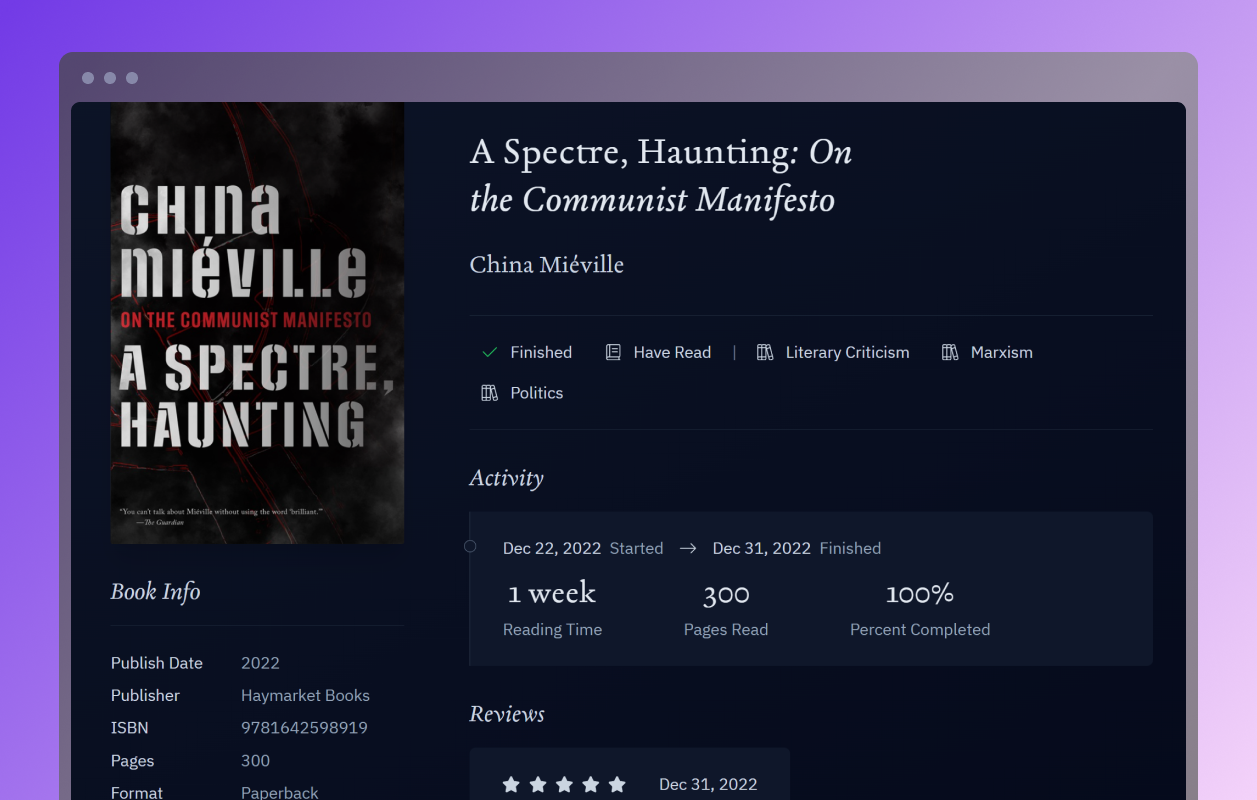 CHINA
MIÉVILLE
ON THE COMMUNIST MANIFESTO
A SPECTRE,
HAUNTING
“You can’t talk about Miéville without using the word ‘brilliant.’”
—The Guardian
Book Info
Publish Date 2022
Publisher Haymarket Books
ISBN 9781642598919
Pages 300
Format Paperback
A Spectre, Haunting: On
the Communist Manifesto
China Miéville
Finished Have Read | Literary Criticism Marxism
Politics
Activity
Dec 22, 2022 Started → Dec 31, 2022 Finished
1 week 300 100%
Reading Time Pages Read Percent Completed
Reviews
★★★★★ Dec 31, 2022